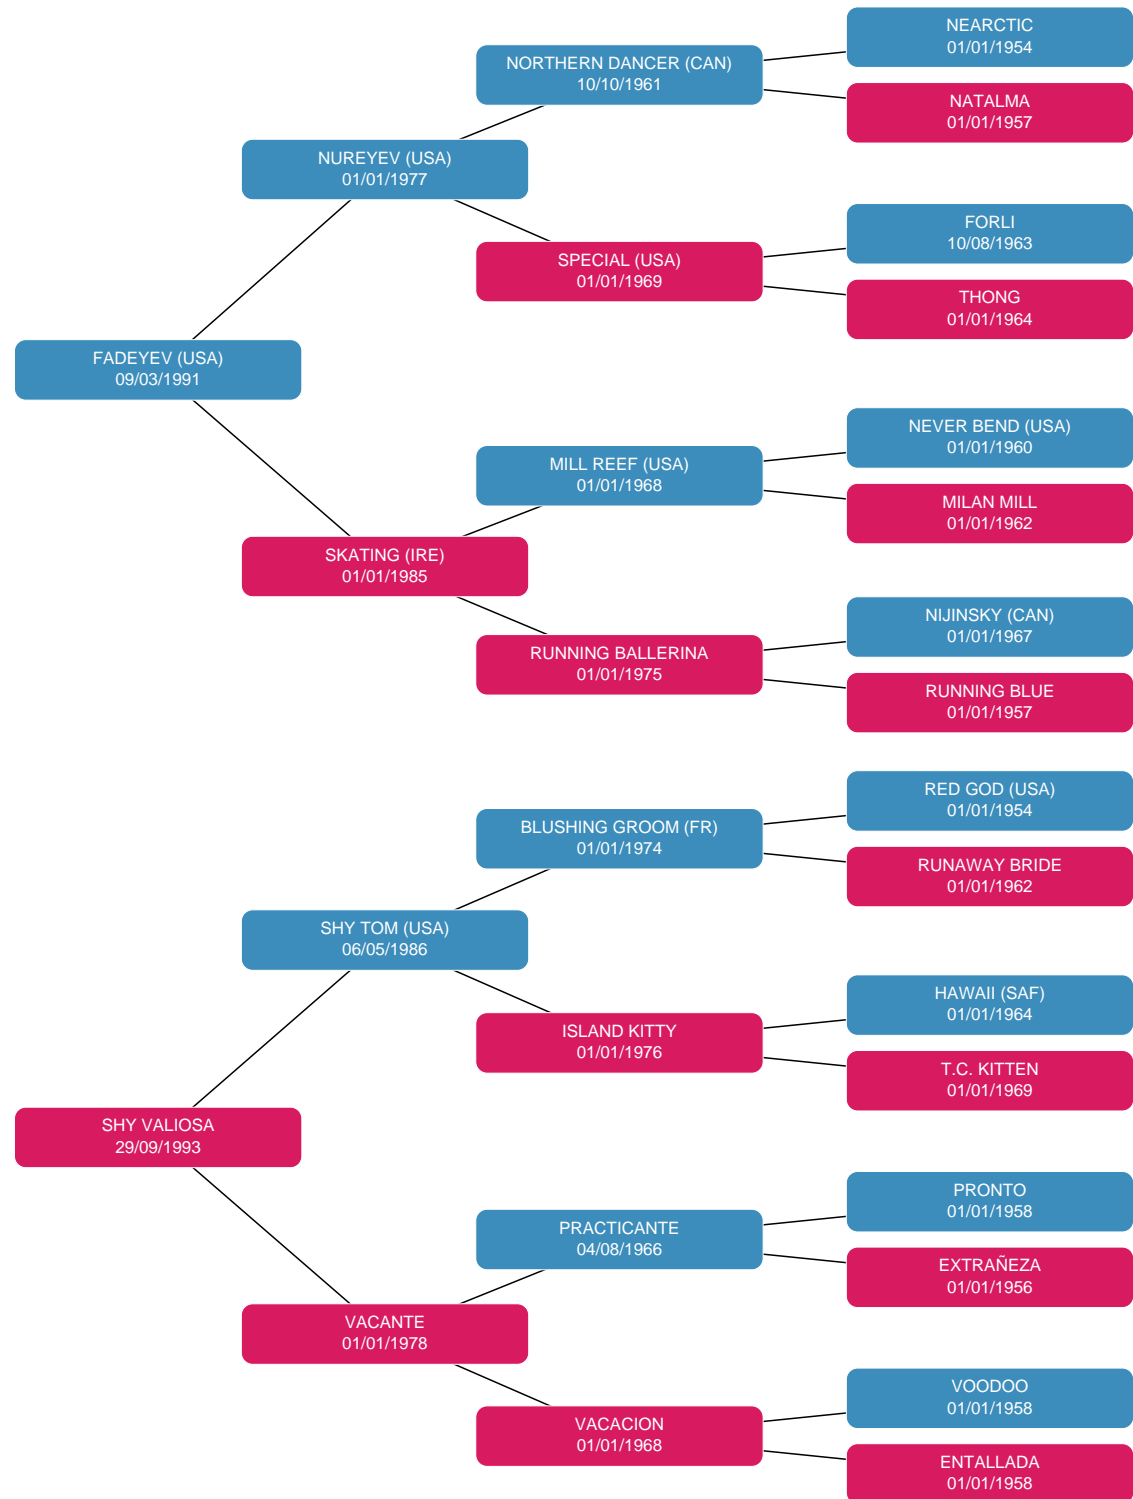 NEARCTIC
01/01/1954
NORTHERN DANCER (CAN)
10/10/1961
NATALMA
01/01/1957
NUREYEV (USA)
01/01/1977
FORLI
10/08/1963
SPECIAL (USA)
01/01/1969
THONG
01/01/1964
FADEYEV (USA)
09/03/1991
NEVER BEND (USA)
01/01/1960
MILL REEF (USA)
01/01/1968
MILAN MILL
01/01/1962
SKATING (IRE)
01/01/1985
NIJINSKY (CAN)
01/01/1967
RUNNING BALLERINA
01/01/1975
RUNNING BLUE
01/01/1957
RED GOD (USA)
01/01/1954
BLUSHING GROOM (FR)
01/01/1974
RUNAWAY BRIDE
01/01/1962
SHY TOM (USA)
06/05/1986
HAWAII (SAF)
01/01/1964
ISLAND KITTY
01/01/1976
T.C. KITTEN
01/01/1969
SHY VALIOSA
29/09/1993
PRONTO
01/01/1958
PRACTICANTE
04/08/1966
EXTRAÑEZA
01/01/1956
VACANTE
01/01/1978
VOODOO
01/01/1958
VACACION
01/01/1968
ENTALLADA
01/01/1958